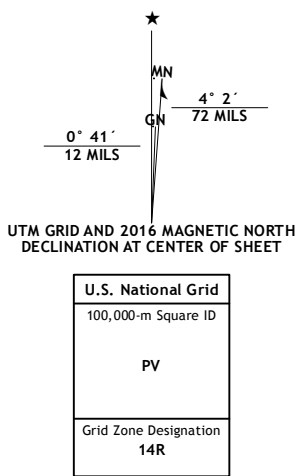 MN
4° 2´
72 MILS
GN
0° 41´
12 MILS
UTM GRID AND 2016 MAGNETIC NORTH
DECLINATION AT CENTER OF SHEET
U.S. National Grid
100,000-m Square ID
PV
Grid Zone Designation
14R